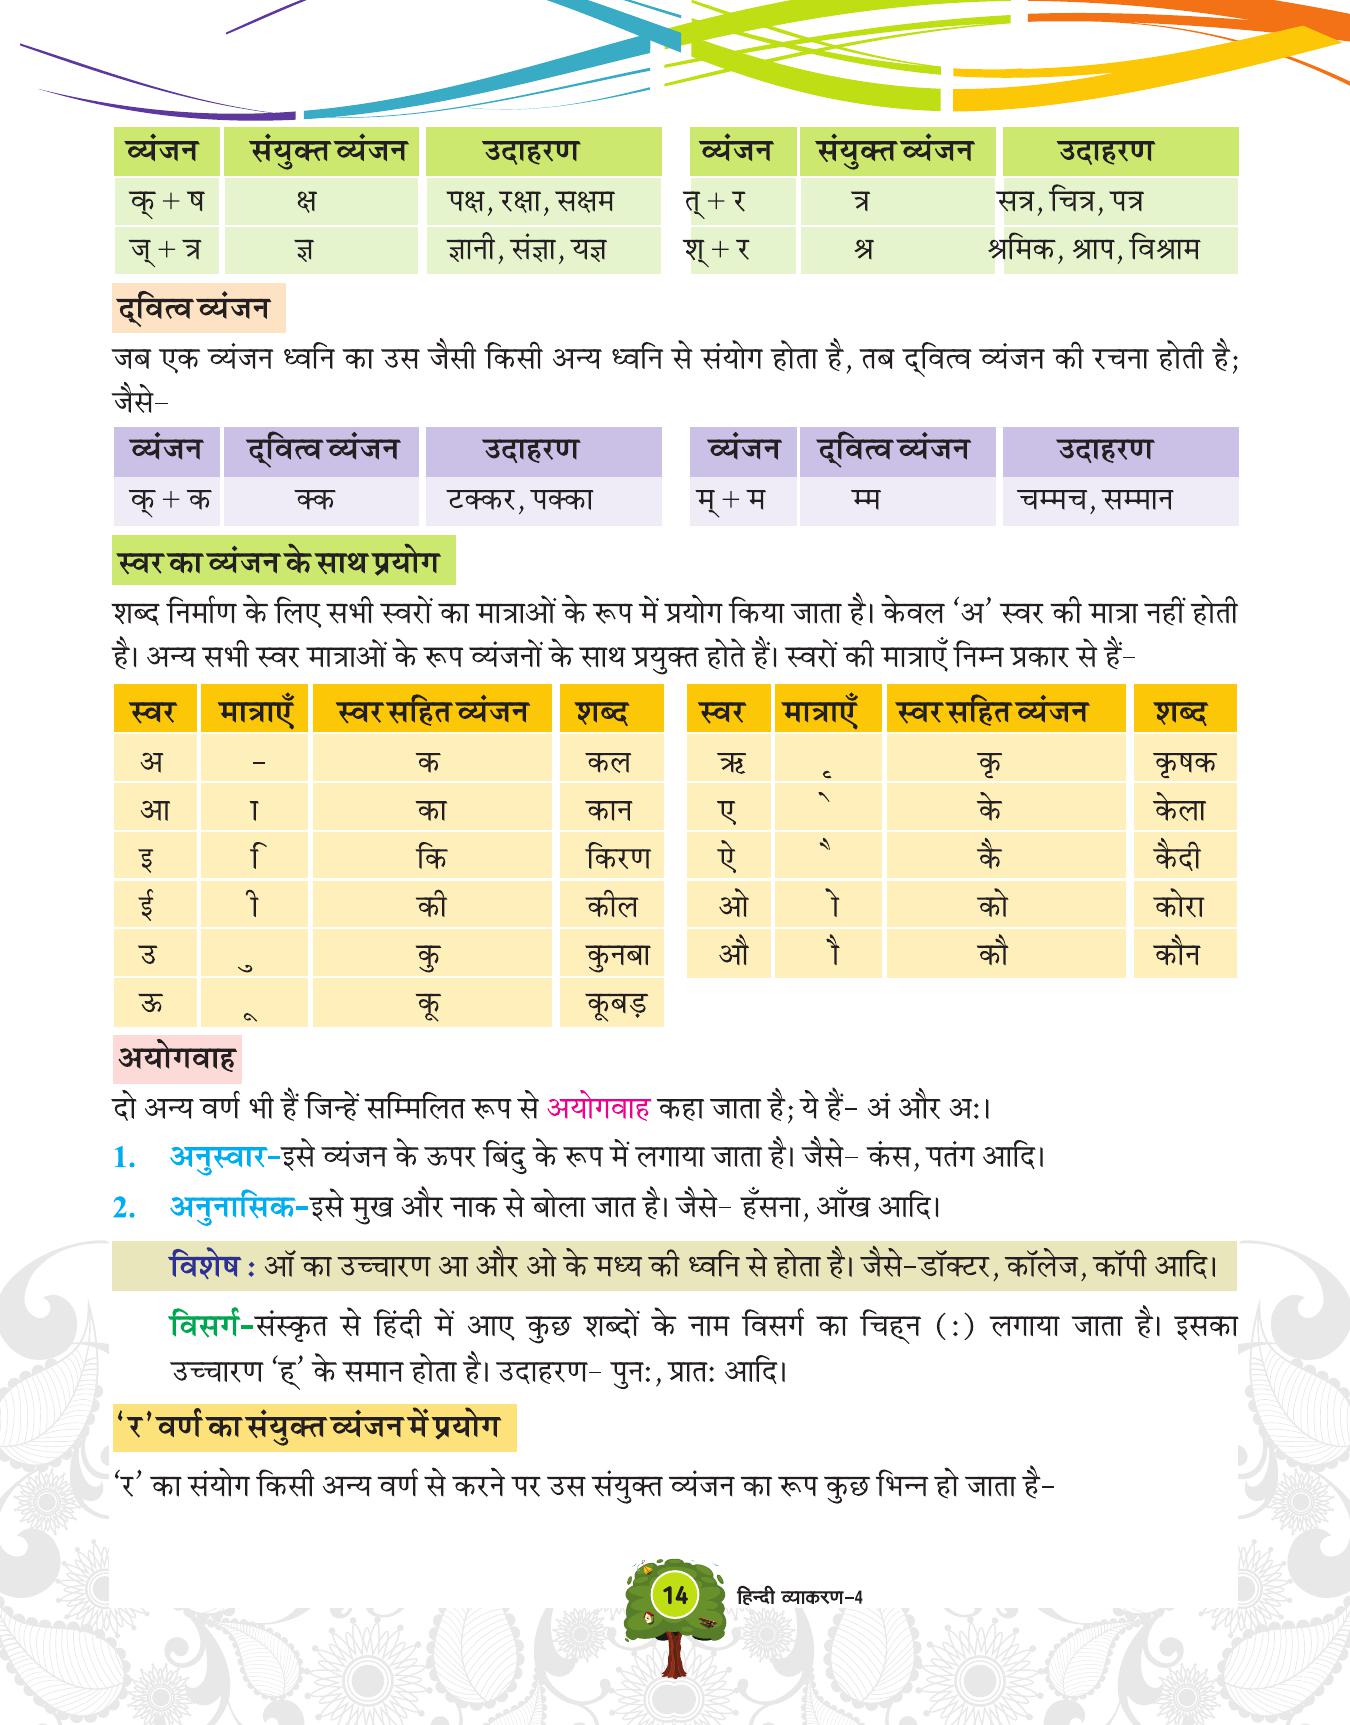 व्यंजन संयुक्त व्यंजन उदाहरण व्यंजन संयुक्त व्यंजन उदाहरण
क् + ष क्ष पक्ष, रक्षा, सक्षम त् + र त्र सत्र, चित्र, पत्र
ज् + त्र ज्ञ ज्ञानी, संज्ञा, यज्ञ श् + र श्र श्रमिक, श्राप, विश्राम
द्‌वित्व व्यंजन
जब एक व्यंजन ध्वनि का उस जैसी किसी अन्य ध्वनि से संयोग होता है, तब द्‌वित्व व्यंजन की रचना होती है;
जैसे–
व्यंजन द्‌वित्व व्यंजन उदाहरण व्यंजन द्‌वित्व व्यंजन उदाहरण
क् + क क्क टक्कर, पक्का म् + म म्म चम्मच, सम्मान
स्वर का व्यंजन के साथ प्रयोग
शब्द निर्माण के लिए सभी स्वरों का मात्राओं के रूप में प्रयोग किया जाता है। केवल ‘अ’ स्वर की मात्रा नहीं होती
है। अन्य सभी स्वर मात्राओं के रूप व्यंजनों के साथ प्रयुक्त होते हैं। स्वरों की मात्राएँ निम्न प्रकार से हैं–
स्वर मात्राएँ स्वर सहित व्यंजन शब्द स्वर मात्राएँ स्वर सहित व्यंजन शब्द
अ – क कल ऋ ृ कृ कृषक
आ ा का कान ए े के केला
इ ि कि किरण ऐ ै कै कैदी
ई ी की कील ओ ो को कोरा
उ ु कु कुनबा औ ौ कौ कौन
ऊ ू कू कूबड़
अयोगवाह
दो अन्य वर्ण भी हैं जिन्हें सम्मिलित रूप से अयोगवाह कहा जाता है; ये हैं– अं और अः।
1. अनुस्वार–इसे व्यंजन के ऊपर बिंदु के रूप में लगाया जाता है। जैसे– कंस, पतंग आदि।
2. अनुनासिक–इसे मुख और नाक से बोला जात है। जैसे– हँसना, आँख आदि।
विशेष : ऑ का उच्चारण आ और ओ के मध्य की ध्वनि से होता है। जैसे–डॉक्टर, कॉलेज, कॉपी आदि।
विसर्ग–संस्कृत से हिंदी में आए कुछ शब्दों के नाम विसर्ग का चिह्‌न (:) लगाया जाता है। इसका
उच्चारण ‘ह्’ के समान होता है। उदाहरण– पुन:, प्रात: आदि।
‘र’ वर्ण का संयुक्त व्यंजन में प्रयोग
‘र’ का संयोग किसी अन्य वर्ण से करने पर उस संयुक्त व्यंजन का रूप कुछ भिन्न हो जाता है–
14 हिन्दी व्याकरण–4